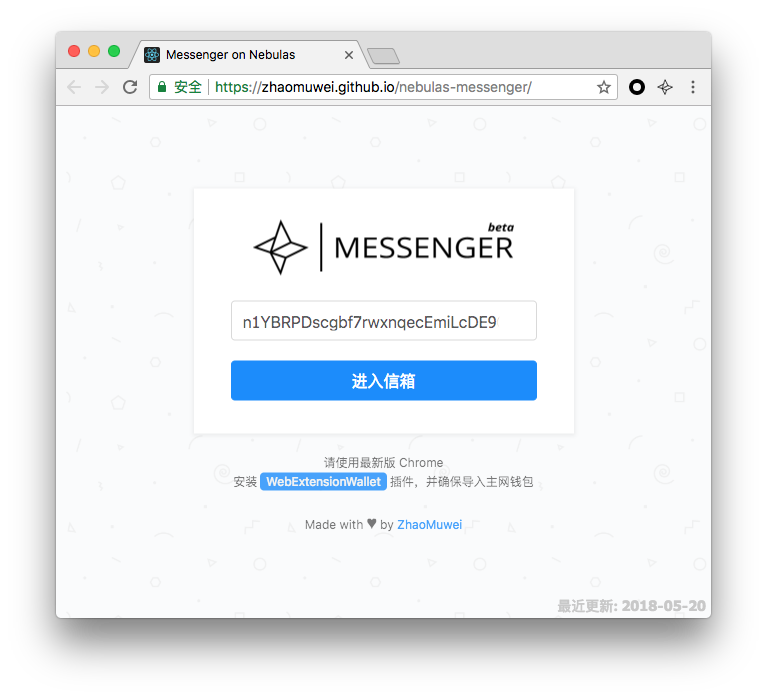 Messenger on Nebulas
安全 https://zhaomuwei.github.io/nebulas-messenger/
beta
MESSENGER
n1YBRPDscgbf7rwxnqecEmiLcDE9
进入信箱
请使用最新版 Chrome
安装 WebExtensionWallet 插件，并确保导入主网钱包
Made with ♥ by ZhaoMuwei
最近更新: 2018-05-20